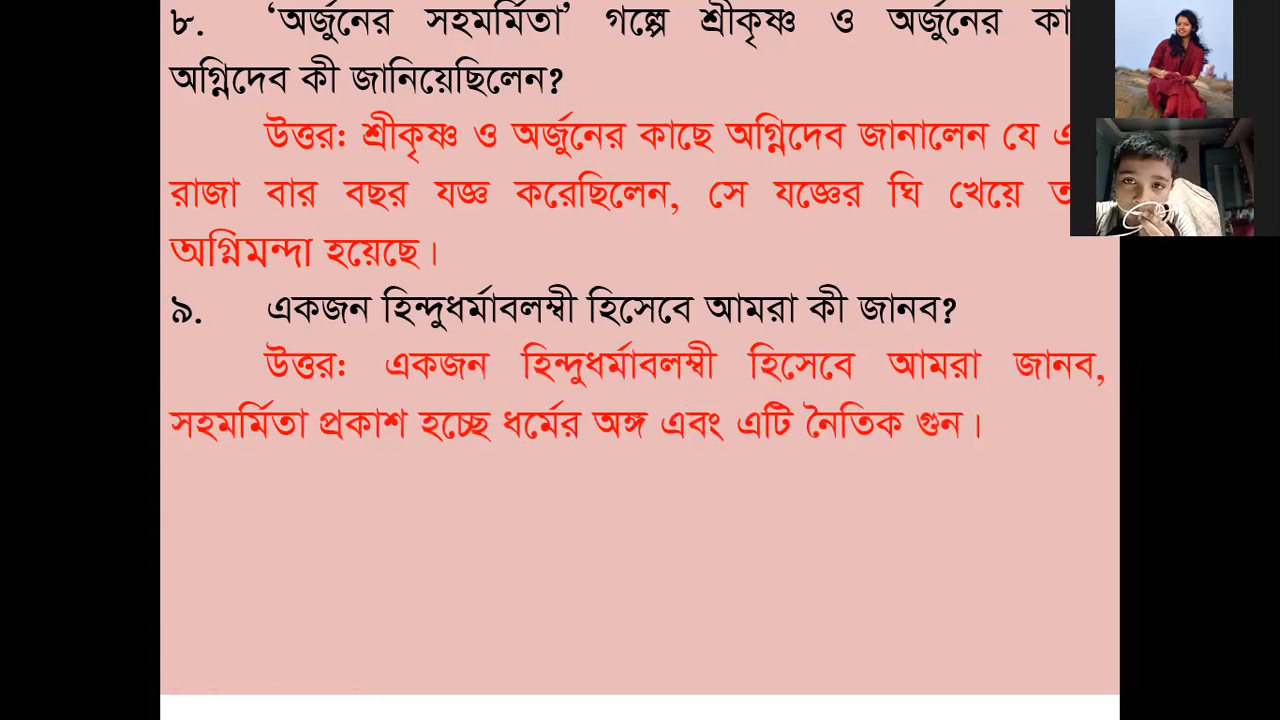 ৮. ‘অর্জুনের সহমর্মিতা’ গল্পে শ্রীকৃষ্ণ ও অর্জুনের
অগ্নিদেব কী জানিয়েছিলেন?
উত্তর: শ্রীকৃষ্ণ ও অর্জুনের কাছে অগ্নিদেব জানালেন যে
রাজা বার বছর যজ্ঞ করেছিলেন, সে যজ্ঞের ঘি খেয়ে
অগ্নিমন্দা হয়েছে।
৯. একজন হিন্দুধর্মাবলম্বী হিসেবে আমরা কী জানব?
উত্তর: একজন হিন্দুধর্মাবলম্বী হিসেবে আমরা জানব,
সহমর্মিতা প্রকাশ হচ্ছে ধর্মের অঙ্গ এবং এটি নৈতিক গুন।